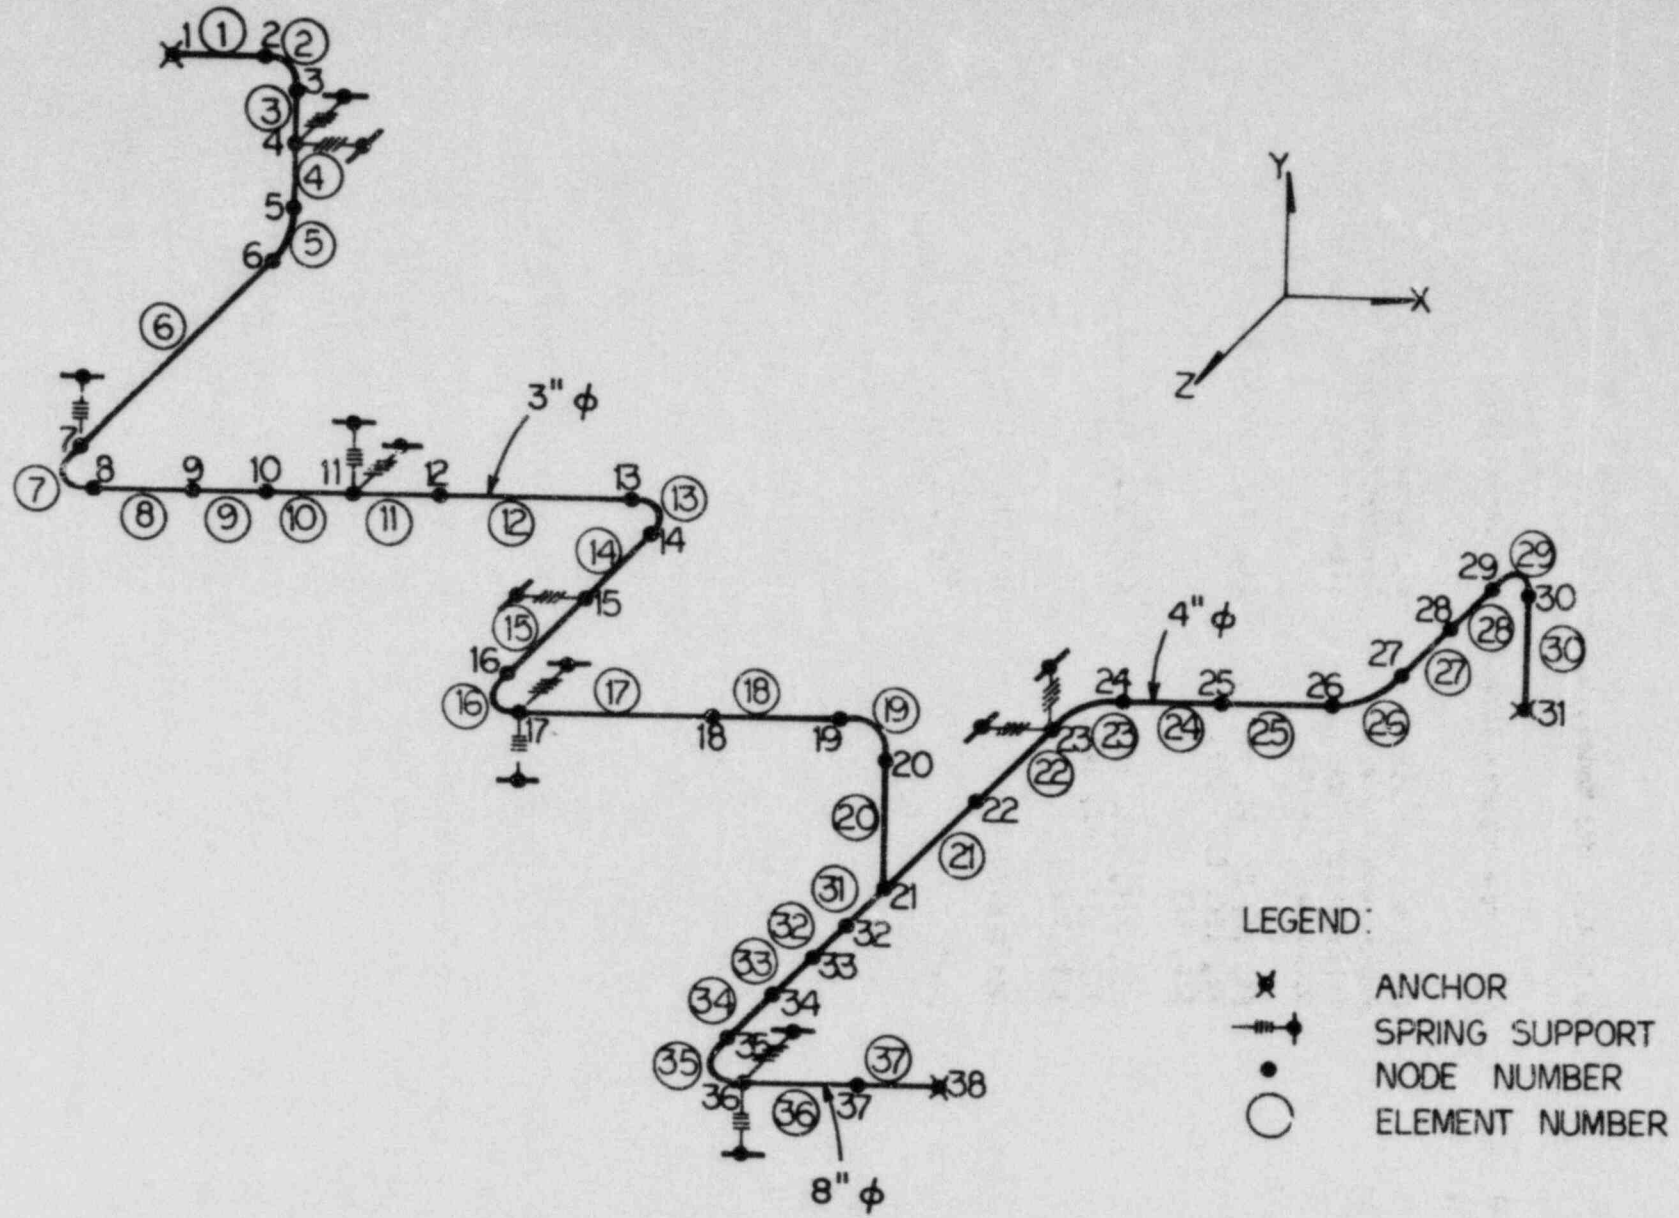 1 ① 2 ②
3
③
4
④
5
⑤
6
⑥
7
⑦ 8 9 10 11 12 13 ⑬
⑧ ⑨ ⑩ ⑪ ⑫
3" ϕ
14
⑭
15
⑮
16
⑯ 17 ⑰ ⑱ ⑲
18 19
20
⑳
21
㉑
22
㉒
23
㉓ 24 ㉔ 25 ㉕ 26 ㉖
4" ϕ
27
㉗
28
㉘
29 ㉙
30
㉚
31
㉛
32
㉜
33
㉝
34
㉞
35
㉟
36 ㊱ 37 ㊲ 38
8" ϕ
Y
X
Z
LEGEND:
ANCHOR
SPRING SUPPORT
NODE NUMBER
ELEMENT NUMBER